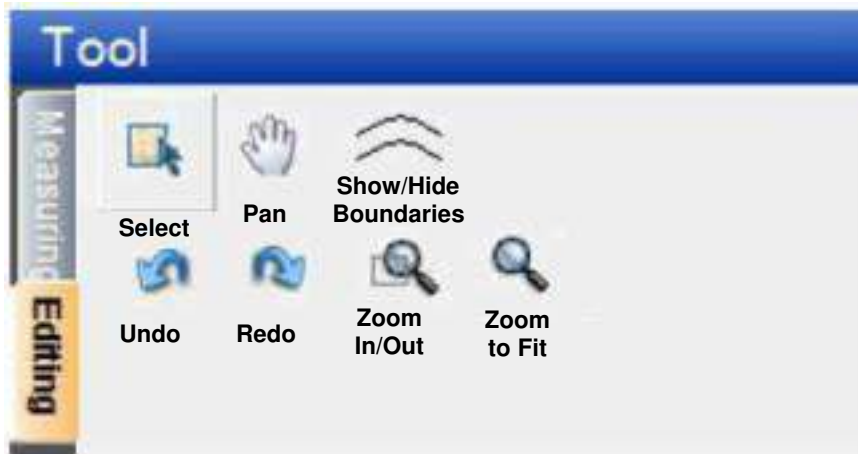 Tool
Measuring
Editing
Select
Pan
Show/Hide
Boundaries
Undo
Redo
Zoom
In/Out
Zoom
to Fit